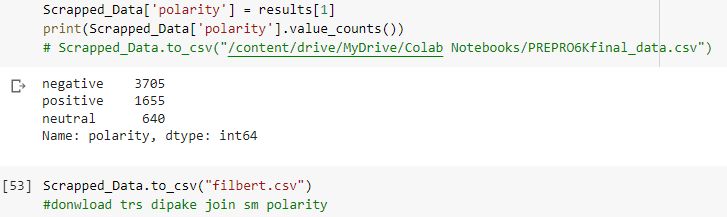 Scrapped_Data['polarity'] = results[1]
print(Scrapped_Data['polarity'].value_counts())
# Scrapped_Data.to_csv("/content/drive/MyDrive/Colab Notebooks/PREPRO6Kfinal_data.csv")
negative    3705
positive    1655
neutral      640
Name: polarity, dtype: int64
[53] Scrapped_Data.to_csv("filbert.csv")
#donwload trs dipake join sm polarity